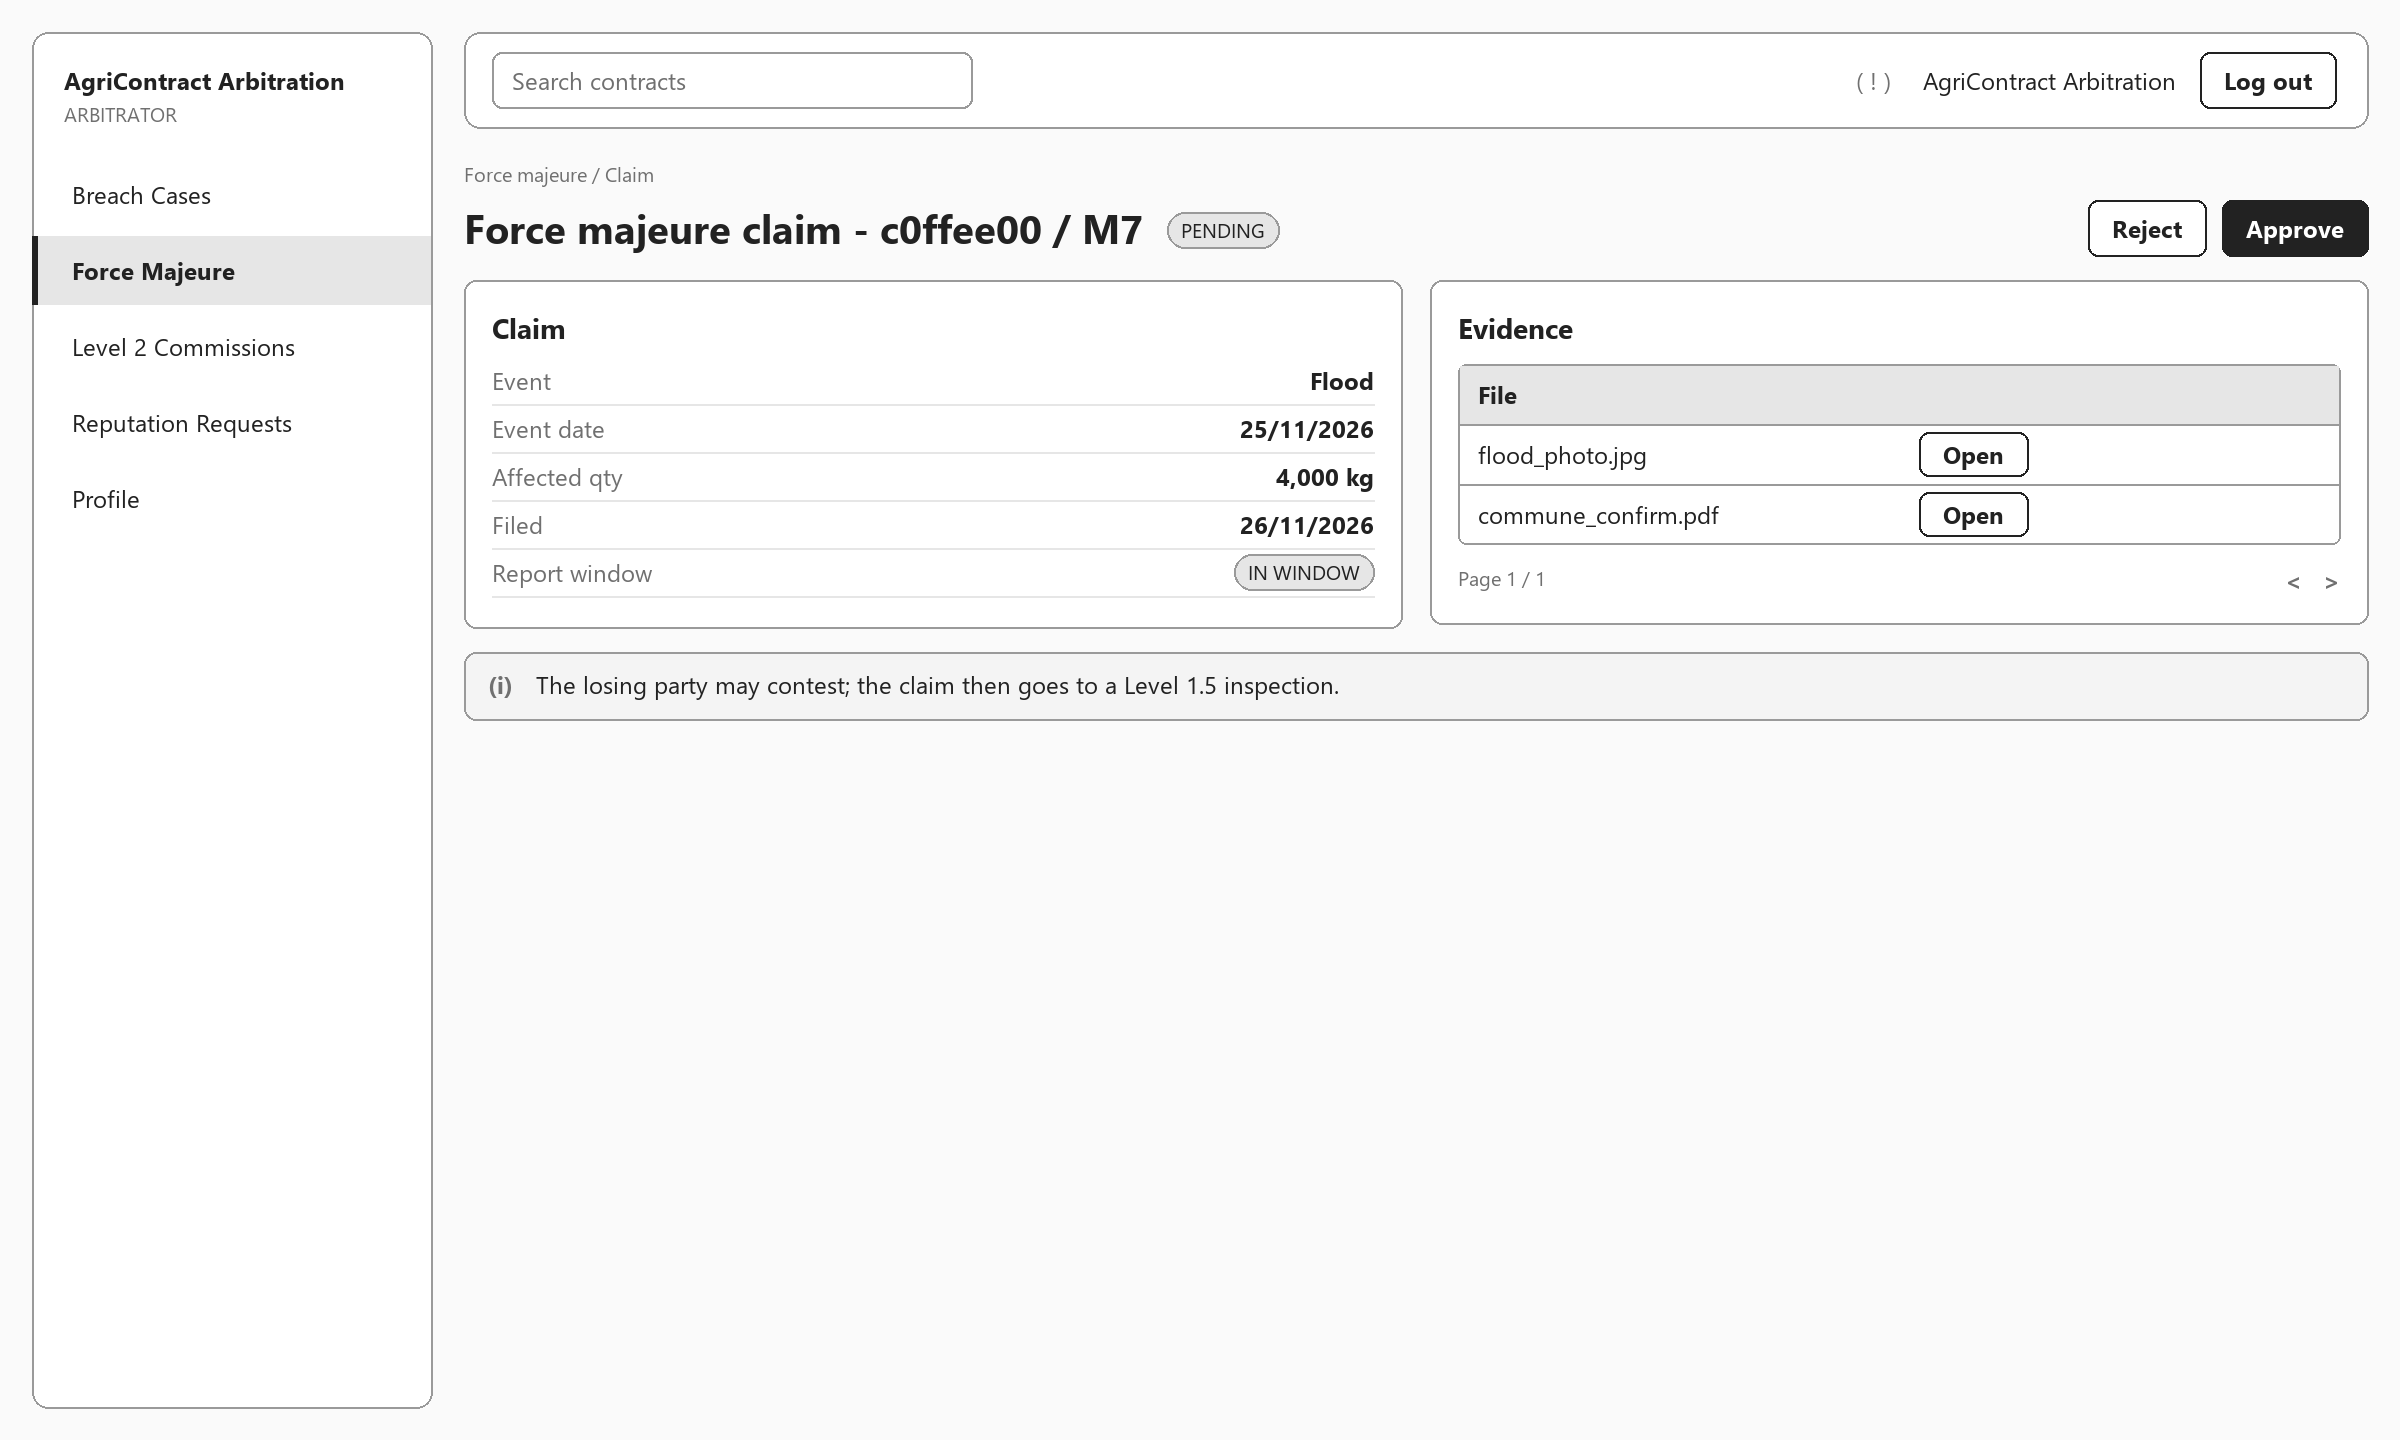 AgriContract Arbitration
ARBITRATOR
Breach Cases
Force Majeure
Level 2 Commissions
Reputation Requests
Profile
Search contracts
( ! ) AgriContract Arbitration Log out
Force majeure / Claim
Force majeure claim - c0ffee00 / M7 PENDING Reject Approve
Claim
Event Flood
Event date 25/11/2026
Affected qty 4,000 kg
Filed 26/11/2026
Report window IN WINDOW
Evidence
File
flood_photo.jpg Open
commune_confirm.pdf Open
Page 1 / 1 < >
(i) The losing party may contest; the claim then goes to a Level 1.5 inspection.